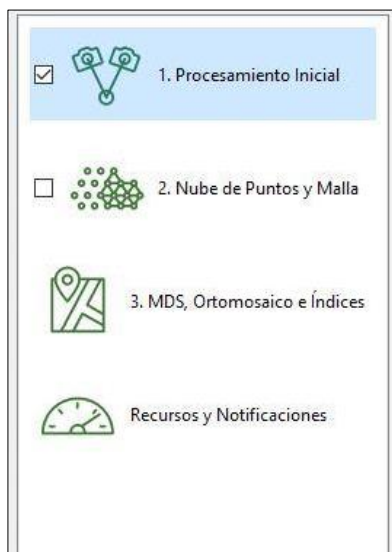 1. Procesamiento Inicial
2. Nube de Puntos y Malla
3. MDS, Ortomosaico e Índices
Recursos y Notificaciones